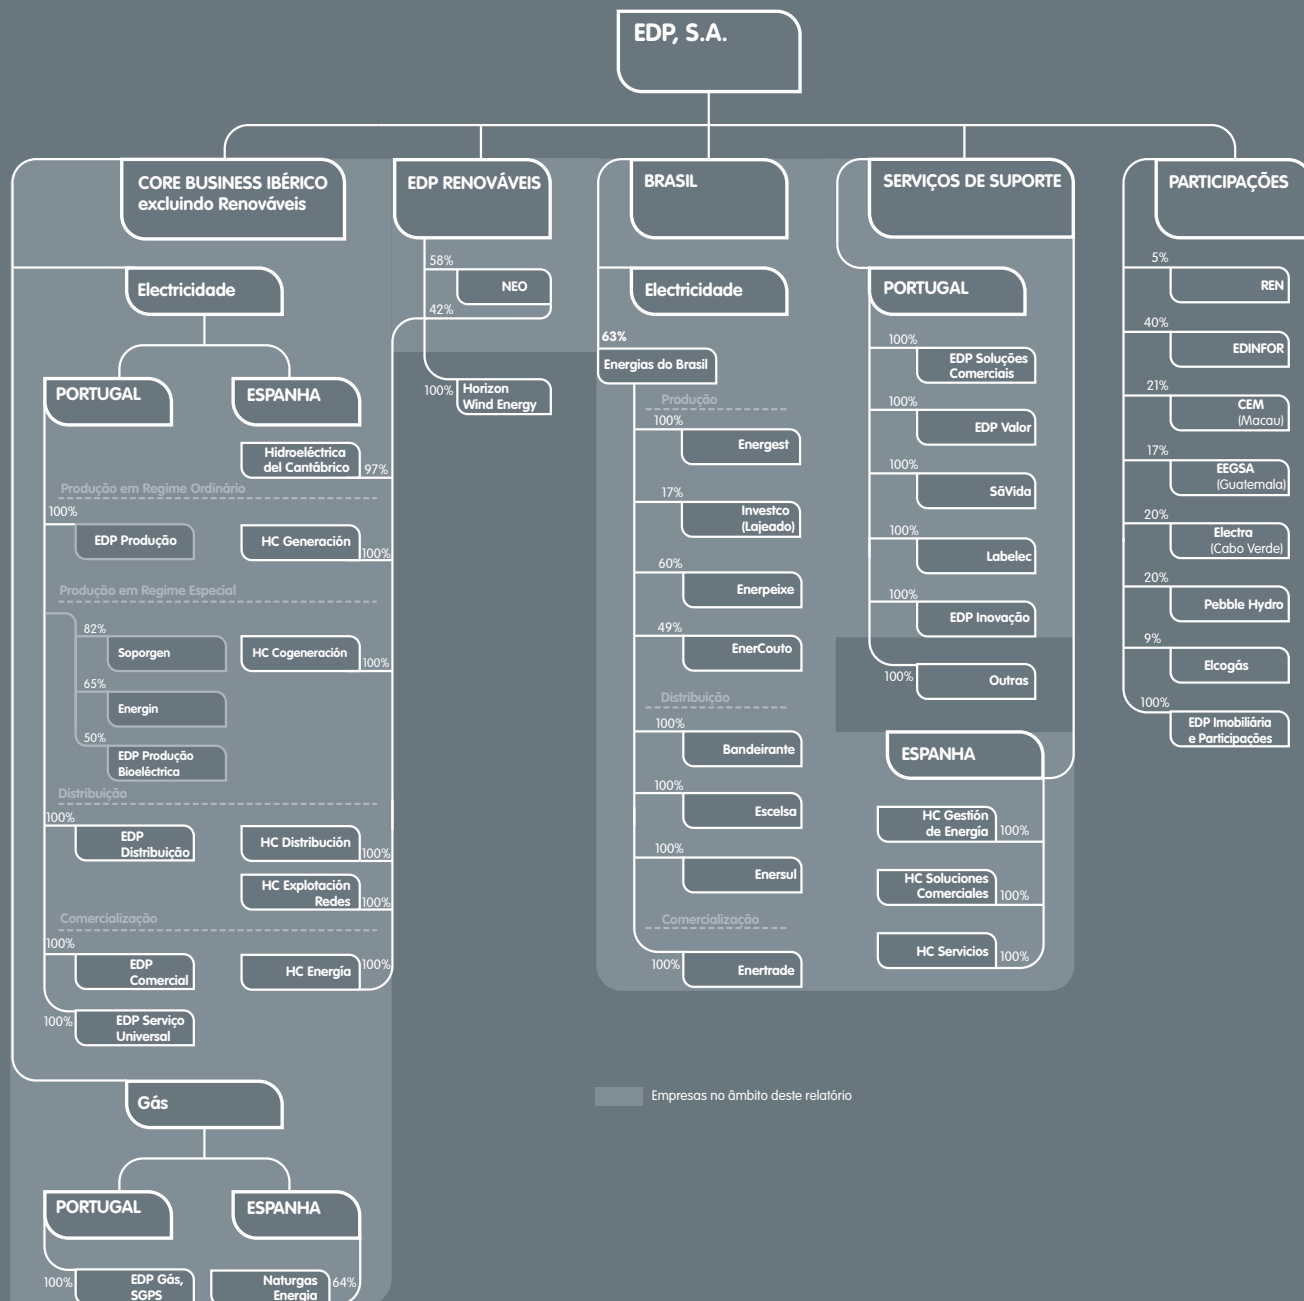 EDP, S.A.
CORE BUSINESS IBÉRICO
excluindo Renováveis
Electricidade
PORTUGAL
ESPANHA
Hidroeléctrica
del Cantábrico
97%
Produção em Regime Ordinário
100%
EDP Produção
HC Generación
100%
Produção em Regime Especial
82%
Soporgen
HC Cogeneración
100%
65%
Energin
50%
EDP Produção
Bioeléctrica
Distribuição
100%
EDP
Distribuição
HC Distribución
100%
HC Explotación
Redes
100%
Comercialização
100%
EDP
Comercial
HC Energía
100%
100%
EDP Serviço
Universal
Gás
PORTUGAL
ESPANHA
100%
EDP Gás,
SGPS
Naturgas
Energia
64%
EDP RENOVÁVEIS
58%
NEO
42%
100%
Horizon
Wind Energy
BRASIL
Electricidade
63%
Energias do Brasil
Produção
100%
Energest
17%
Investco
(Lajeado)
60%
Enerpeixe
49%
EnerCouto
Distribuição
100%
Bandeirante
100%
Escelsa
100%
Enersul
Comercialização
100%
Enertrade
SERVIÇOS DE SUPORTE
PORTUGAL
100%
EDP Soluções
Comerciais
100%
EDP Valor
100%
SãVida
100%
Labelec
100%
EDP Inovação
100%
Outras
ESPANHA
HC Gestión
de Energía
100%
HC Soluciones
Comerciales
100%
HC Servicios
100%
PARTICIPAÇÕES
5%
REN
40%
EDINFOR
21%
CEM
(Macau)
17%
EEGSA
(Guatemala)
20%
Electra
(Cabo Verde)
20%
Pebble Hydro
9%
Elcogás
100%
EDP Imobiliária
e Participações
Empresas no âmbito deste relatório